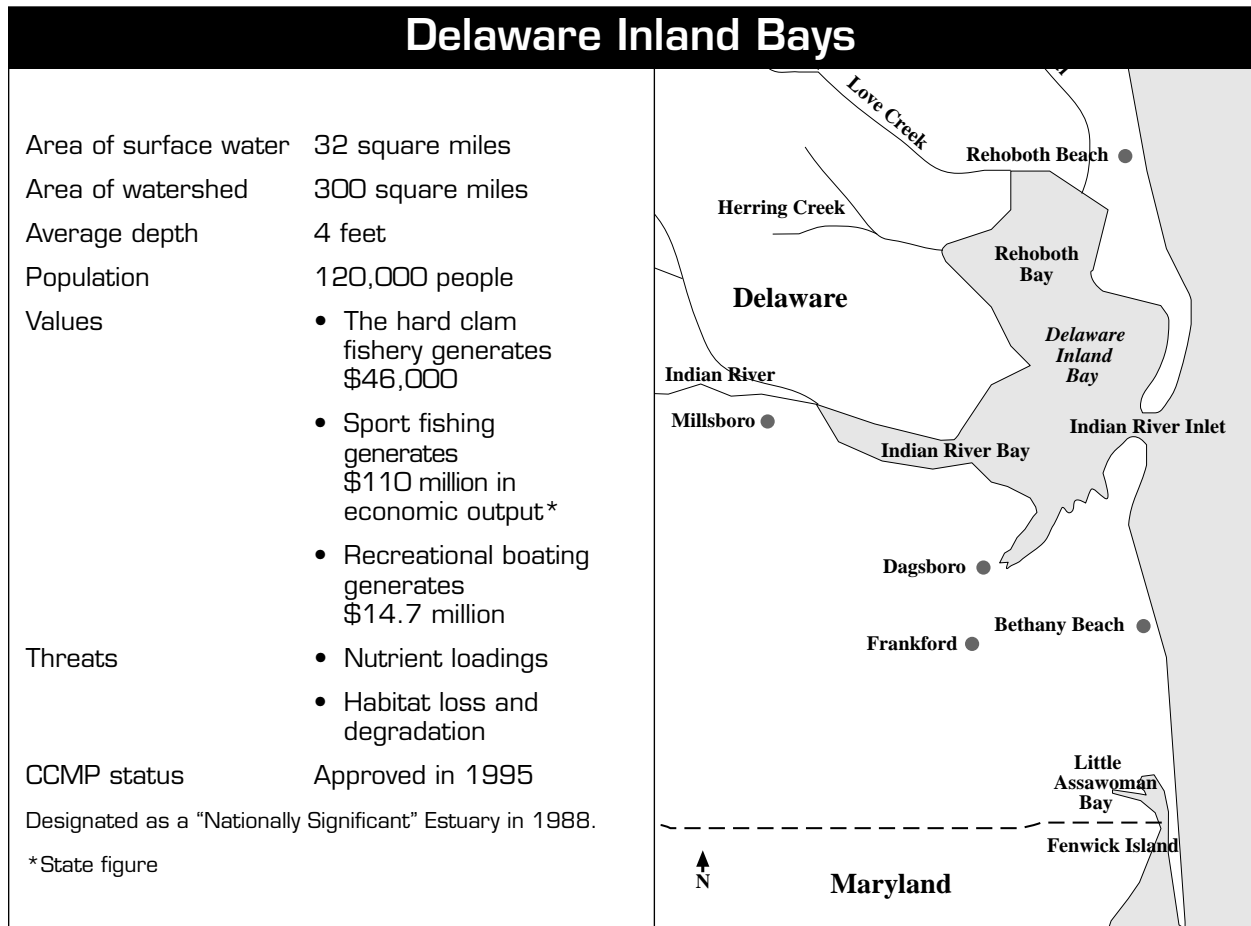 Delaware Inland Bays
Area of surface water 32 square miles
Area of watershed 300 square miles
Average depth 4 feet
Population 120,000 people
Values • The hard clam
fishery generates
$46,000
• Sport fishing
generates
$110 million in
economic output*
• Recreational boating
generates
$14.7 million
Threats • Nutrient loadings
• Habitat loss and
degradation
CCMP status Approved in 1995
Designated as a “Nationally Significant” Estuary in 1988.
*State figure
Love Creek
Rehoboth Beach
Herring Creek
Rehoboth
Bay
Delaware
Delaware
Inland
Bay
Indian River
Millsboro
Indian River Inlet
Indian River Bay
Dagsboro
Bethany Beach
Frankford
Little
Assawoman
Bay
Fenwick Island
N
Maryland